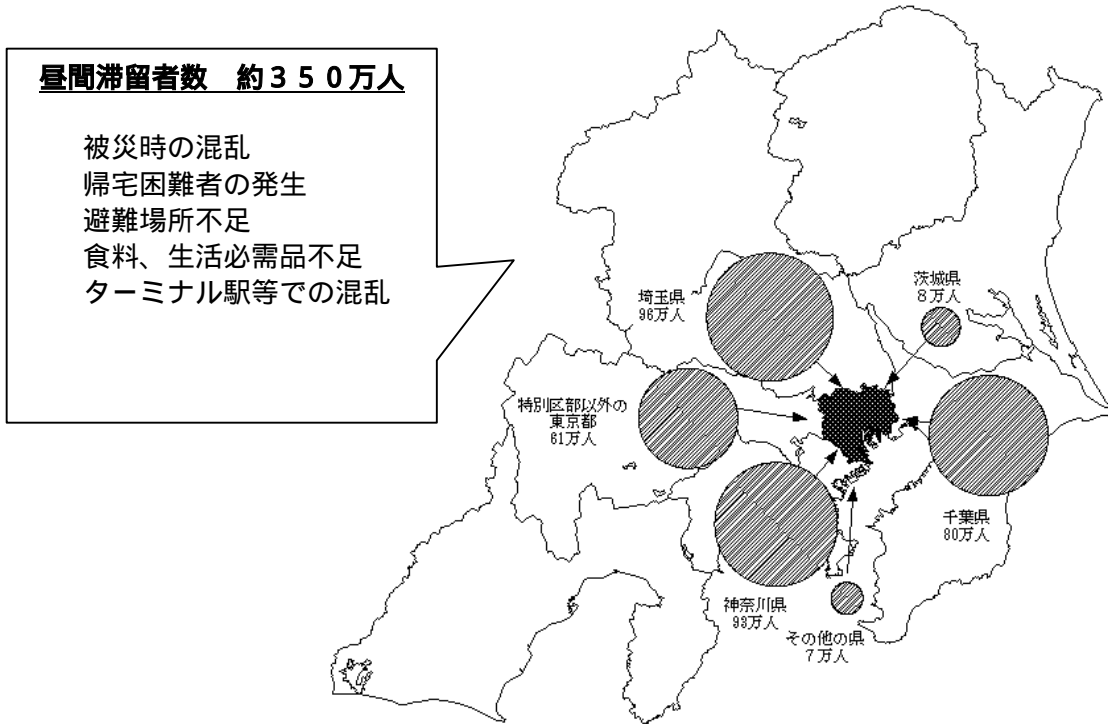 昼間滞留者数　約３５０万人
被災時の混乱
帰宅困難者の発生
避難場所不足
食料、生活必需品不足
ターミナル駅等での混乱
埼玉県
96万人
茨城県
8万人
特別区部以外の
東京都
61万人
千葉県
80万人
神奈川県
93万人
その他の県
7万人